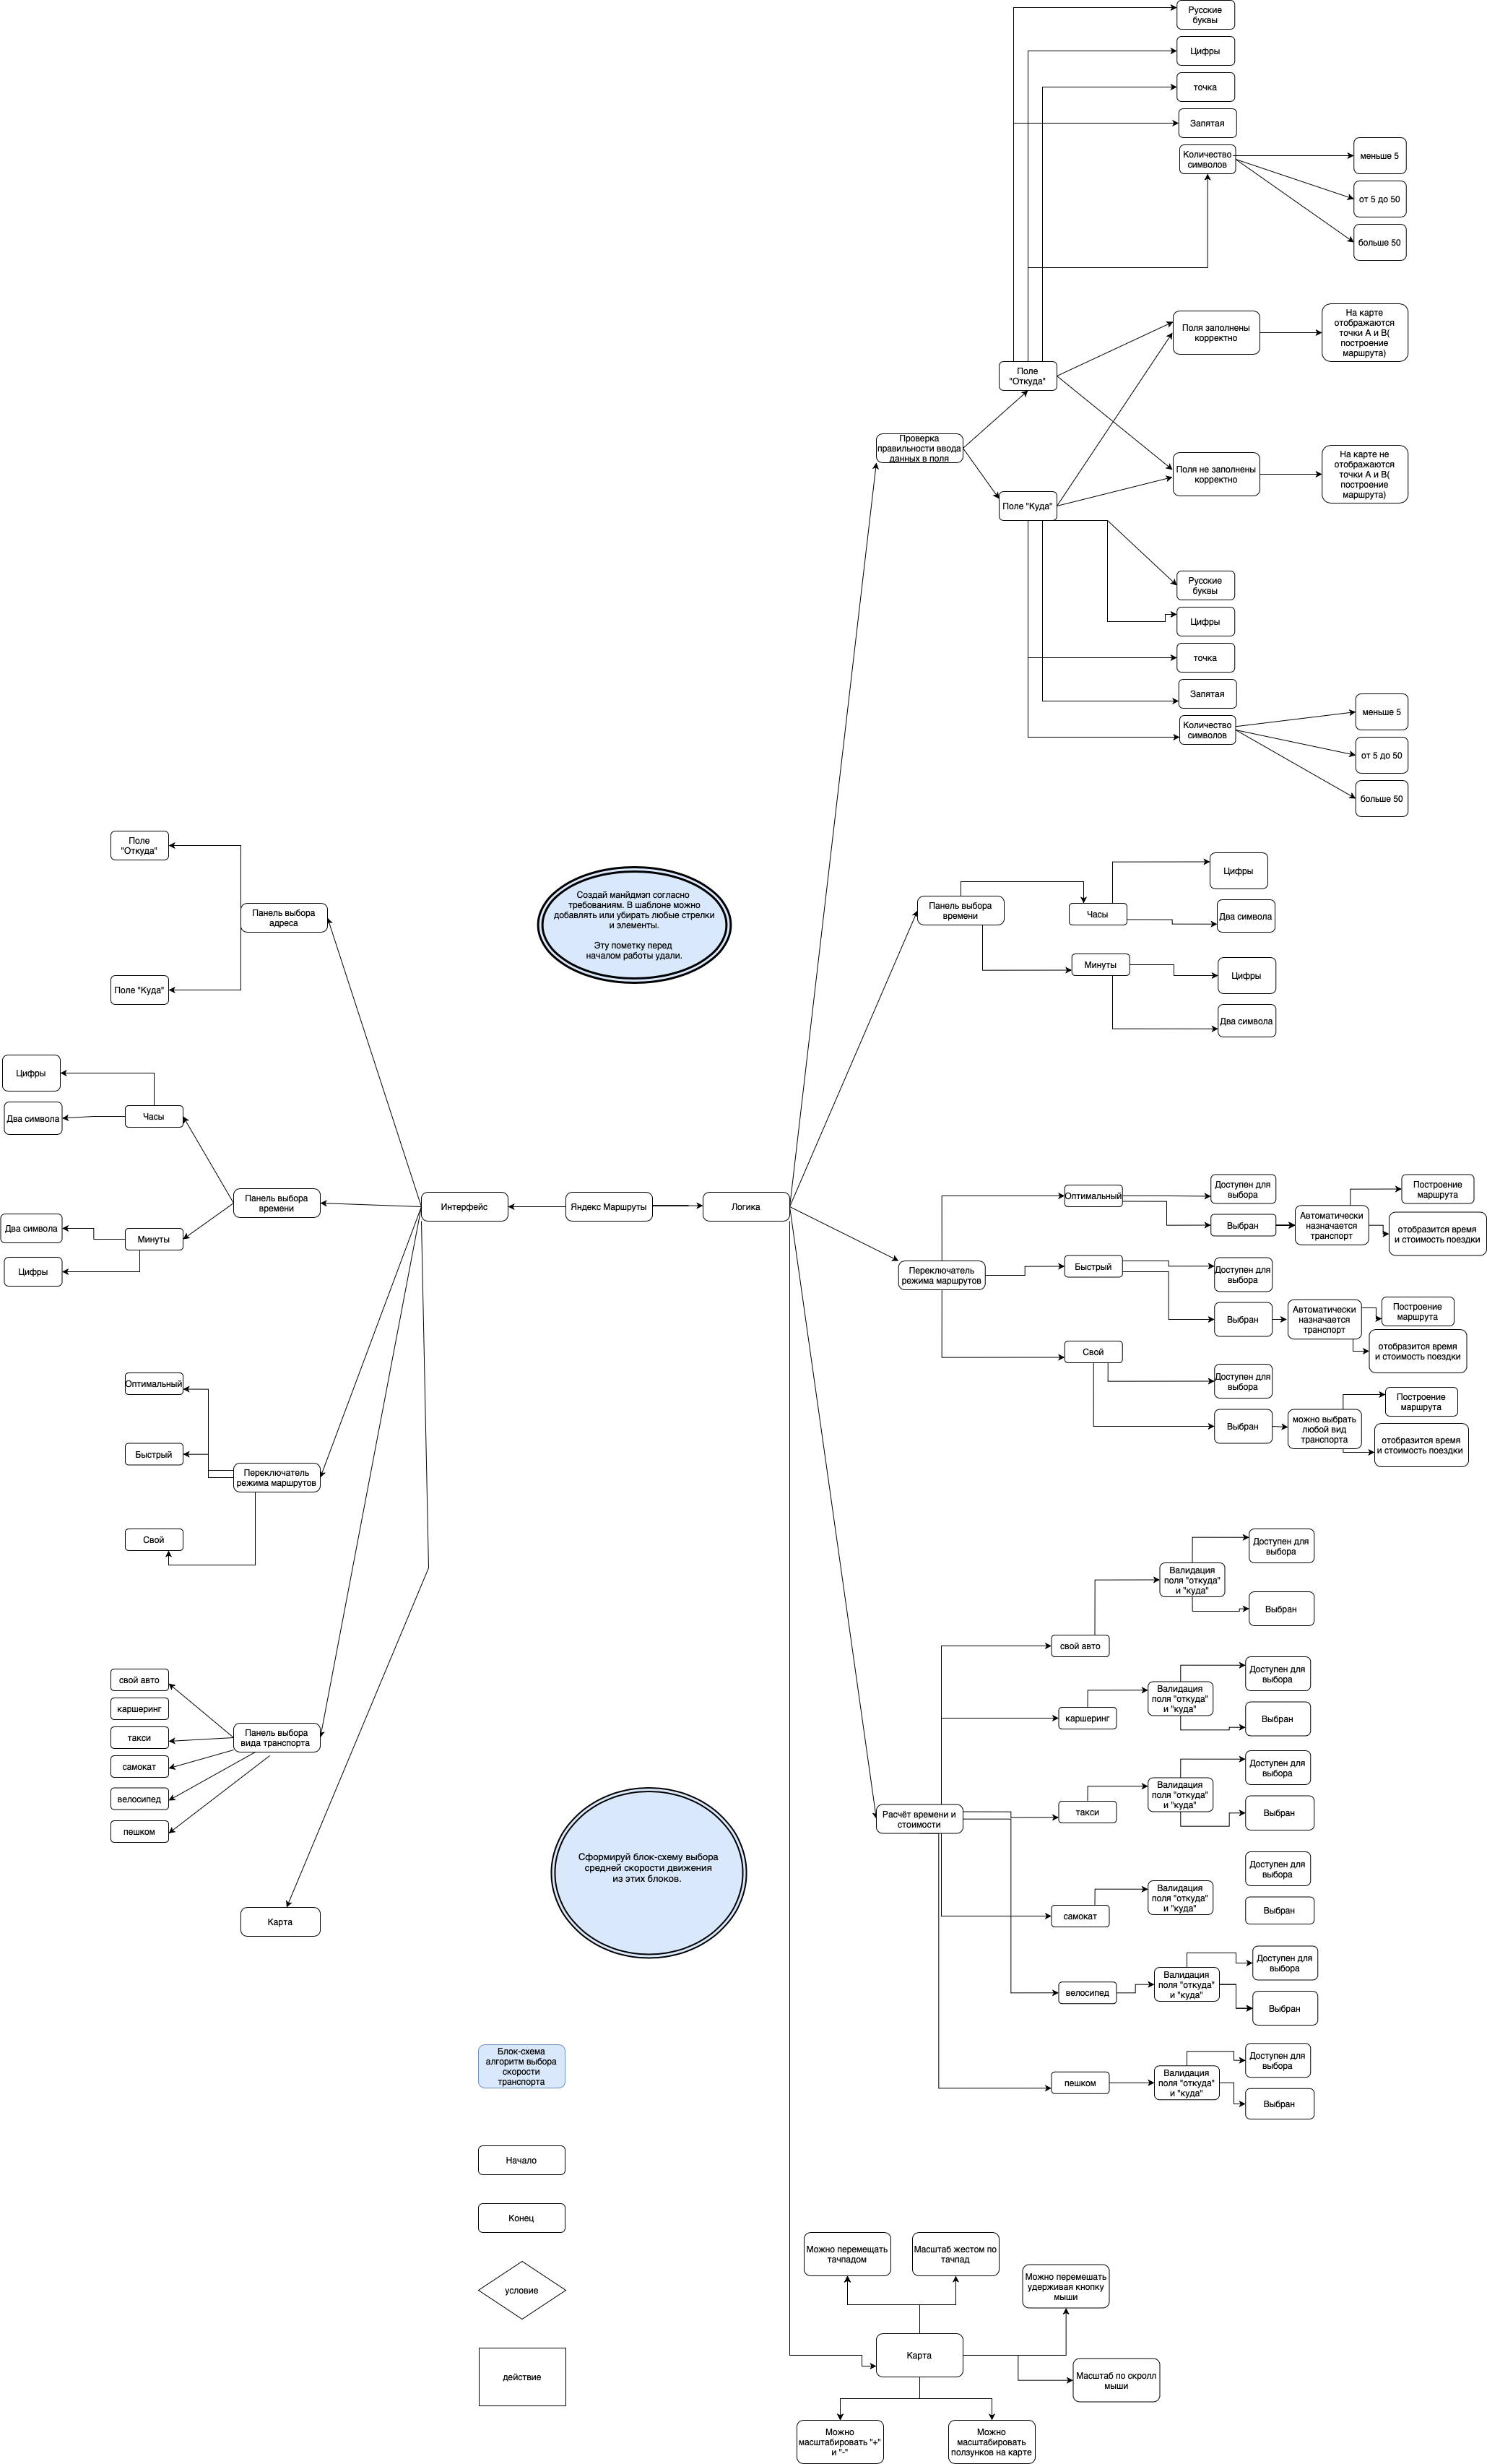 Русские
буквы
Цифры
точка
Запятая
Количество
символов
меньше 5
от 5 до 50
больше 50
Поля заполнены
корректно
На карте
отображаются
точки А и В(
построение
маршрута)
Поле
"Откуда"
Проверка
правильности ввода
данных в поля
Поля не заполнены
корректно
На карте не
отображаются
точки А и В(
построение
маршрута)
Поле "Куда"
Русские
буквы
Цифры
точка
Запятая
Количество
символов
меньше 5
от 5 до 50
больше 50
Поле
"Откуда"
Панель выбора
адреса
Поле "Куда"
Создай майдмэп согласно
требованиям. В шаблоне можно
добавлять или убирать любые стрелки
и элементы.
Эту пометку перед
началом работы удали.
Панель выбора
времени
Часы
Цифры
Два символа
Минуты
Цифры
Два символа
Цифры
Два символа
Часы
Панель выбора
времени
Два символа
Минуты
Цифры
Интерфейс
Яндекс Маршруты
Логика
Переключатель
режима маршрутов
Оптимальный
Доступен для
выбора
Выбран
Автоматически
назначается
транспорт
Построение
маршрута
отобразится время
и стоимость поездки
Быстрый
Доступен для
выбора
Выбран
Автоматически
назначается
транспорт
Построение
маршрута
отобразится время
и стоимость поездки
Свой
Доступен для
выбора
Выбран
можно выбрать
любой вид
транспорта
Построение
маршрута
отобразится время
и стоимость поездки
Оптимальный
Быстрый
Переключатель
режима маршрутов
Свой
свой авто
каршеринг
такси
самокат
велосипед
пешком
Панель выбора
вида транспорта
Карта
Сформируй блок-схему выбора
средней скорости движения
из этих блоков.
Расчёт времени и
стоимости
свой авто
Валидация
поля "откуда"
и "куда"
Доступен для
выбора
Выбран
каршеринг
Валидация
поля "откуда"
и "куда"
Доступен для
выбора
Выбран
такси
Валидация
поля "откуда"
и "куда"
Доступен для
выбора
Выбран
самокат
Валидация
поля "откуда"
и "куда"
Доступен для
выбора
Выбран
велосипед
Валидация
поля "откуда"
и "куда"
Доступен для
выбора
Выбран
пешком
Валидация
поля "откуда"
и "куда"
Доступен для
выбора
Выбран
Блок-схема
алгоритм выбора
скорости
транспорта
Начало
Конец
условие
действие
Можно перемещать
тачпадом
Масштаб жестом по
тачпад
Можно перемешать
удерживая кнопку
мыши
Карта
Масштаб по скролл
мыши
Можно
масштабировать "+"
и "-"
Можно
масштабировать
ползунков на карте